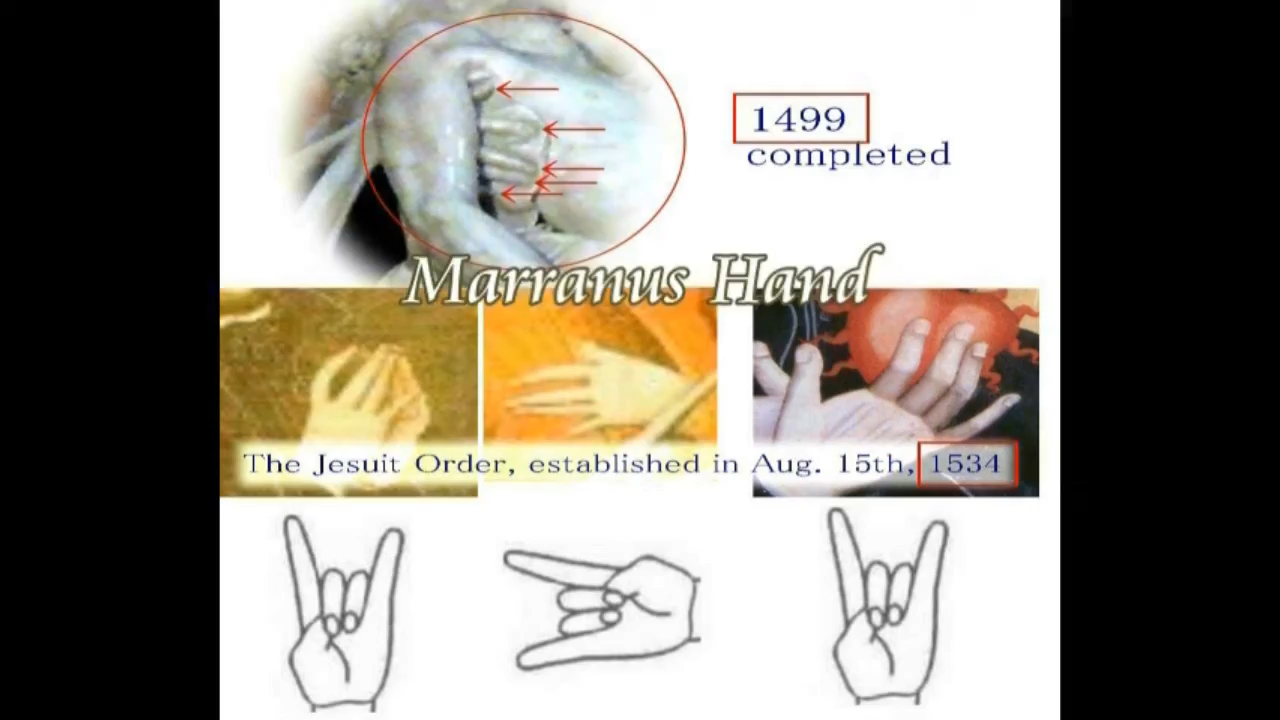 1499
completed
Marranus Hand
The Jesuit Order, established in Aug. 15th, 1534